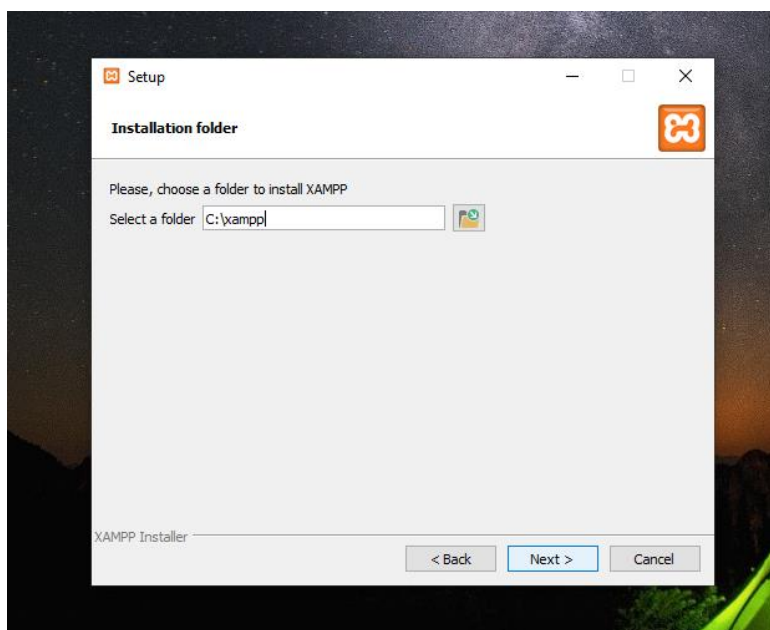 Setup
Installation folder
Please, choose a folder to install XAMPP
Select a folder C:\xampp
XAMPP Installer
< Back Next > Cancel